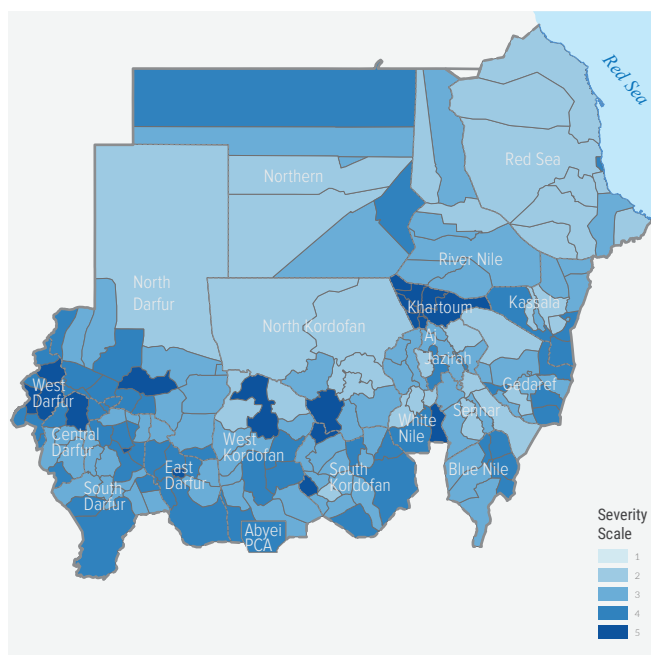 Red Sea
Red Sea
Northern
River Nile
North
Darfur
Khartoum
Kassala
North Kordofan
Aj
Jazirah
West
Darfur
Gedaref
Sennar
White
Nile
Central
Darfur
West
Kordofan
East
Darfur
South
Kordofan
Blue Nile
South
Darfur
Abyei
PCA
Severity
Scale
1
2
3
4
5